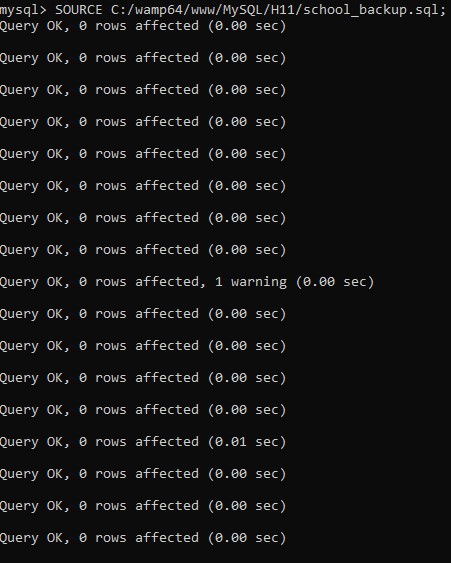 mysql> SOURCE C:/wamp64/www/MySQL/H11/school_backup.sql;
Query OK, 0 rows affected (0.00 sec)
Query OK, 0 rows affected (0.00 sec)
Query OK, 0 rows affected (0.00 sec)
Query OK, 0 rows affected (0.00 sec)
Query OK, 0 rows affected (0.00 sec)
Query OK, 0 rows affected (0.00 sec)
Query OK, 0 rows affected (0.00 sec)
Query OK, 0 rows affected (0.00 sec)
Query OK, 0 rows affected, 1 warning (0.00 sec)
Query OK, 0 rows affected (0.00 sec)
Query OK, 0 rows affected (0.00 sec)
Query OK, 0 rows affected (0.00 sec)
Query OK, 0 rows affected (0.00 sec)
Query OK, 0 rows affected (0.01 sec)
Query OK, 0 rows affected (0.00 sec)
Query OK, 0 rows affected (0.00 sec)
Query OK, 0 rows affected (0.00 sec)